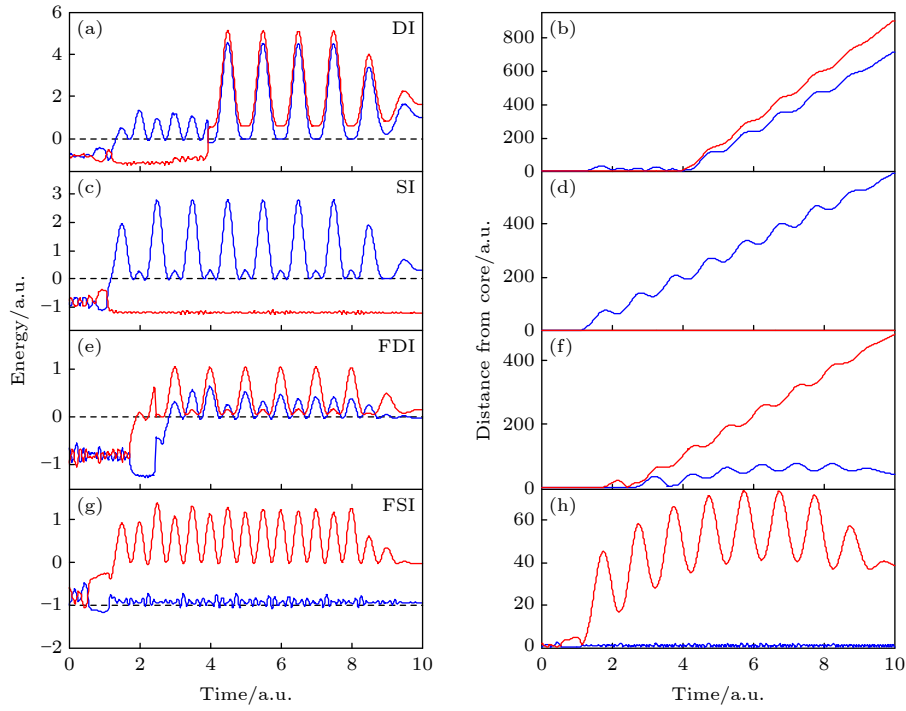 (a) DI
6
4
2
0
(b)
800
600
400
200
0
(c) SI
3
2
1
0
−1
(d)
400
200
0
(e) FDI
1
0
−1
(f)
400
200
0
(g) FSI
1
0
−1
−2
(h)
60
40
20
0
Energy/a.u.
Distance from core/a.u.
0 2 4 6 8 10
0 2 4 6 8 10
Time/a.u.
Time/a.u.